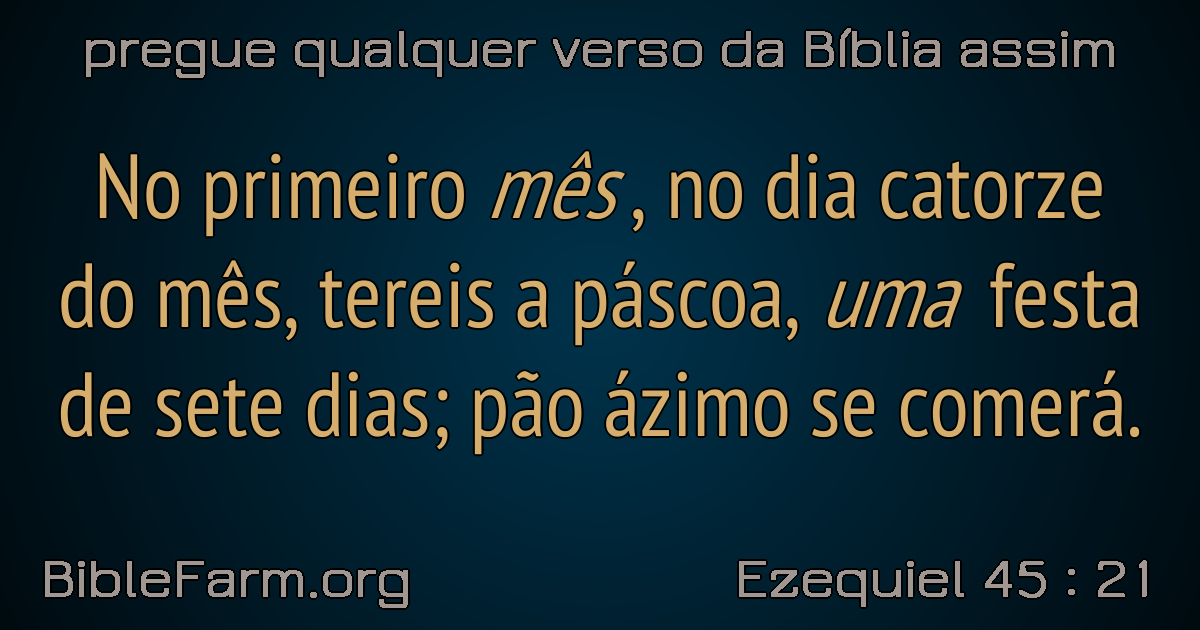 pregue qualquer verso da Bíblia assim
No primeiro mês, no dia catorze
do mês, tereis a páscoa, uma festa
de sete dias; pão ázimo se comerá.
BibleFarm.org
Ezequiel 45 : 21